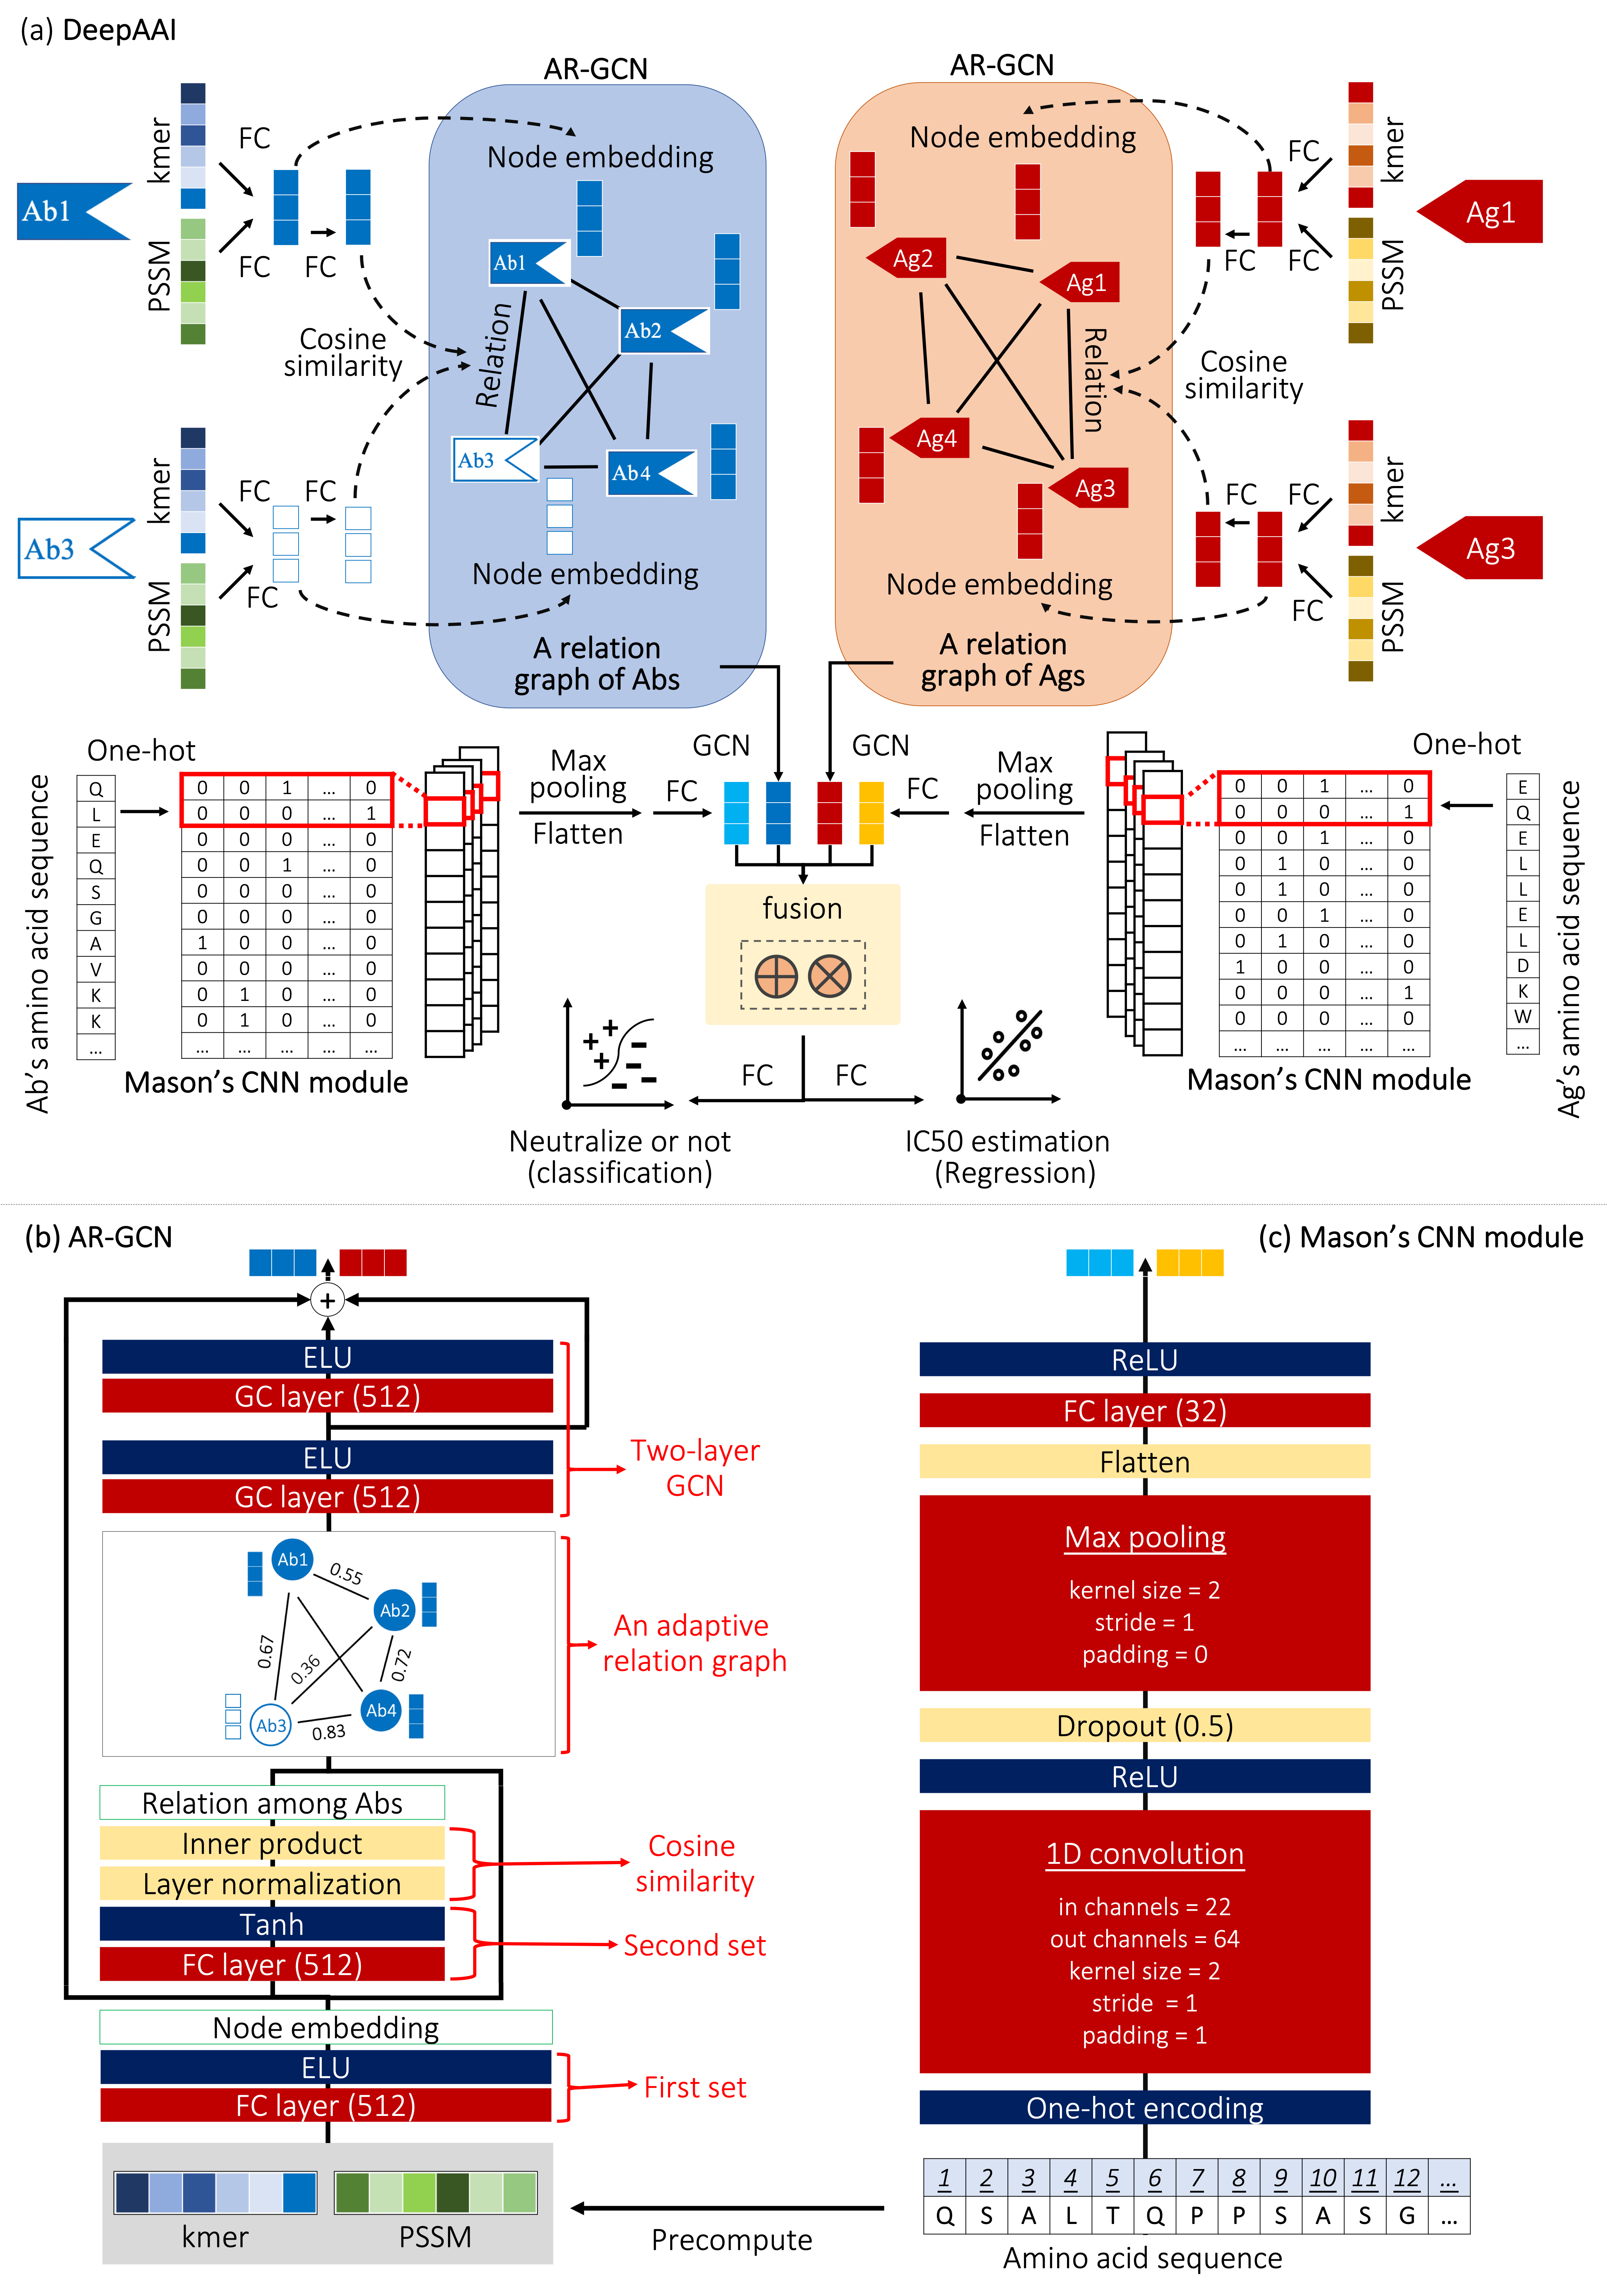 (a) DeepAAI
AR-GCN
AR-GCN
kmer
FC
Node embedding
Node embedding
FC
kmer
Ab1
Ag1
PSSM
FC
FC
FC
FC
PSSM
Ab1
Ab2
Ab3
Ab4
Relation
Ag2
Ag1
Ag4
Ag3
Relation
Cosine
similarity
Cosine
similarity
kmer
FC
FC
FC
FC
kmer
Ab3
Ag3
PSSM
FC
FC
PSSM
Node embedding
Node embedding
A relation
graph of Abs
A relation
graph of Ags
One-hot
Max
pooling
Flatten
FC
GCN
GCN
FC
Max
pooling
Flatten
One-hot
Ab's amino acid sequence
Q 0 0 1 ... 0
L 0 0 0 ... 1
E 0 0 0 ... 0
Q 0 0 1 ... 0
S 0 0 0 ... 0
G 0 0 0 ... 0
A 1 0 0 ... 0
V 0 0 0 ... 0
K 0 1 0 ... 0
K 0 1 0 ... 0
... ... ... ... ... ...
Mason's CNN module
fusion
0 0 1 ... 0 E
0 0 0 ... 1 Q
0 0 1 ... 0 E
0 1 0 ... 0 L
0 1 0 ... 0 L
0 0 1 ... 0 E
0 1 0 ... 0 L
1 0 0 ... 0 D
0 0 0 ... 1 K
0 0 0 ... 0 W
... ... ... ... ... ...
Ag's amino acid sequence
Mason's CNN module
FC
FC
Neutralize or not
(classification)
IC50 estimation
(Regression)
(b) AR-GCN
+
ELU
GC layer (512)
ELU
GC layer (512)
Two-layer
GCN
Ab1
0.55
Ab2
0.67
0.36
0.72
Ab3
0.83
Ab4
An adaptive
relation graph
Relation among Abs
Inner product
Layer normalization
Cosine
similarity
Tanh
FC layer (512)
Second set
Node embedding
ELU
FC layer (512)
First set
kmer
PSSM
Precompute
(c) Mason's CNN module
ReLU
FC layer (32)
Flatten
Max pooling
kernel size = 2
stride = 1
padding = 0
Dropout (0.5)
ReLU
1D convolution
in channels = 22
out channels = 64
kernel size = 2
stride = 1
padding = 1
One-hot encoding
1 2 3 4 5 6 7 8 9 10 11 12 ...
Q S A L T Q P P S A S G ...
Amino acid sequence